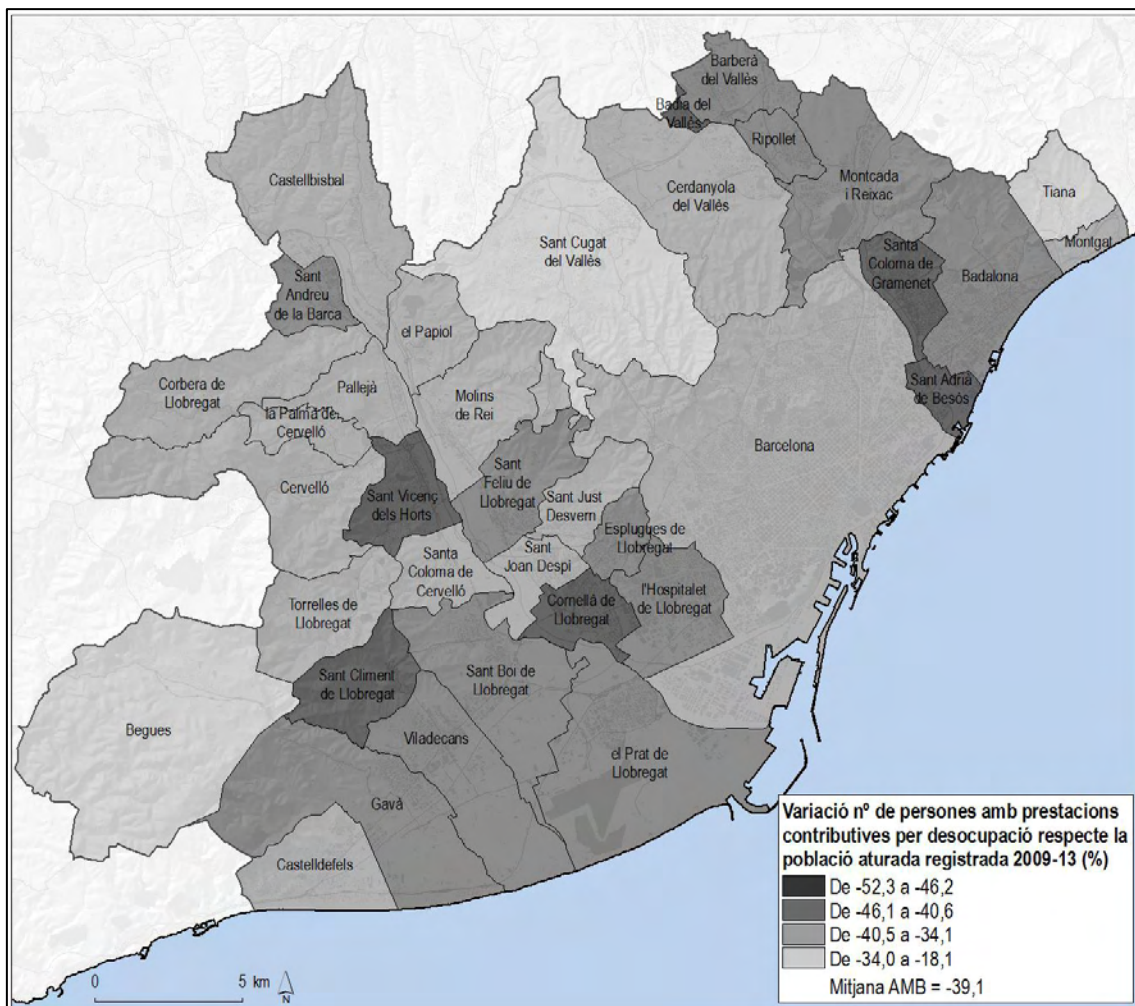 Barberà
del Vallès
Badia del
Vallès
Ripollet
Castellbisbal
Cerdanyola
del Vallès
Montcada
i Reixac
Tiana
Sant Cugat
del Vallès
Montgat
Santa
Coloma de
Gramenet
Badalona
Sant
Andreu
de la Barca
el Papiol
Corbera de
Llobregat
Pallejà
Molins
de Rei
Sant Adrià
de Besòs
la Palma de
Cervelló
Barcelona
Cervelló
Sant Vicenç
dels Horts
Sant
Feliu de
Llobregat
Sant Just
Desvern
Esplugues de
Llobregat
Santa
Coloma de
Cervelló
Sant
Joan Despí
Torrelles de
Llobregat
Cornellà de
Llobregat
l'Hospitalet
de Llobregat
Sant Climent
de Llobregat
Sant Boi de
Llobregat
Begues
Viladecans
el Prat de
Llobregat
Gavà
Castelldefels
Variació nº de persones amb prestacions
contributives per desocupació respecte la
població aturada registrada 2009-13 (%)
De -52,3 a -46,2
De -46,1 a -40,6
De -40,5 a -34,1
De -34,0 a -18,1
Mitjana AMB = -39,1
0 5 km
N